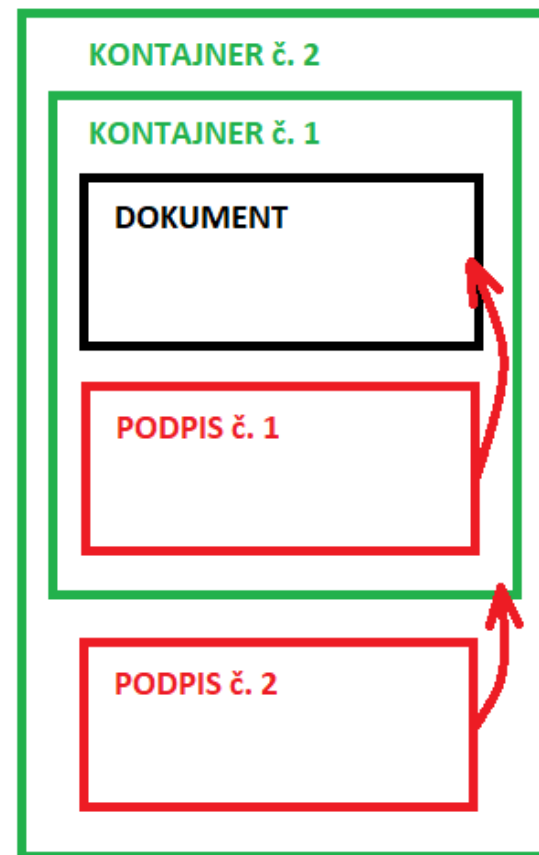 KONTAJNER č. 2
KONTAJNER č. 1
DOKUMENT
PODPIS č. 1
PODPIS č. 2